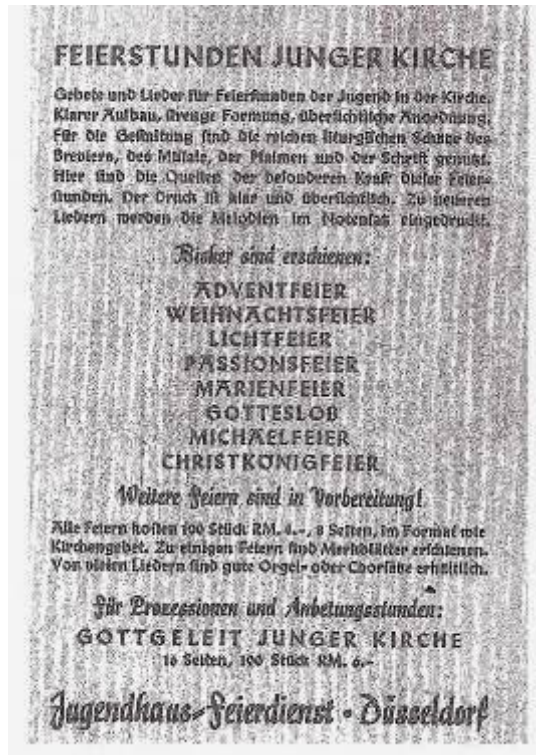 FEIERSTUNDEN JUNGER KIRCHE
Gebete und Lieder für Feierstunden der Jugend in der Kirche.
Klarer Aufbau, strenge Formung, übersichtliche Anordnung.
Für die Gestaltung sind die reichen liturgischen Schätze des
Breviers, des Missale, der Psalmen und der Schrift genutzt.
Hier sind die Quellen der besonderen Kraft dieser Feier-
stunden. Der Druck ist klar und übersichtlich. Zu neueren
Liedern werden die Melodien im Notensatz eingedruckt.
Bisher sind erschienen:
ADVENTFEIER
WEIHNACHTSFEIER
LICHTFEIER
PASSIONSFEIER
MARIENFEIER
GOTTESLOB
MICHAELFEIER
CHRISTKÖNIGFEIER
Weitere Feiern sind in Vorbereitung!
Alle Feiern kosten 100 Stück RM. 4.-, 8 Seiten, im Format wie
Kirchengebet. Zu einigen Feiern sind Merkblätter erschienen.
Von vielen Liedern sind gute Orgel- oder Chorsätze erhältlich.
Für Prozessionen und Anbetungsstunden:
GOTTGELEIT JUNGER KIRCHE
16 Seiten, 100 Stück RM. 6.-
Jugendhaus-Feierdienst • Düsseldorf